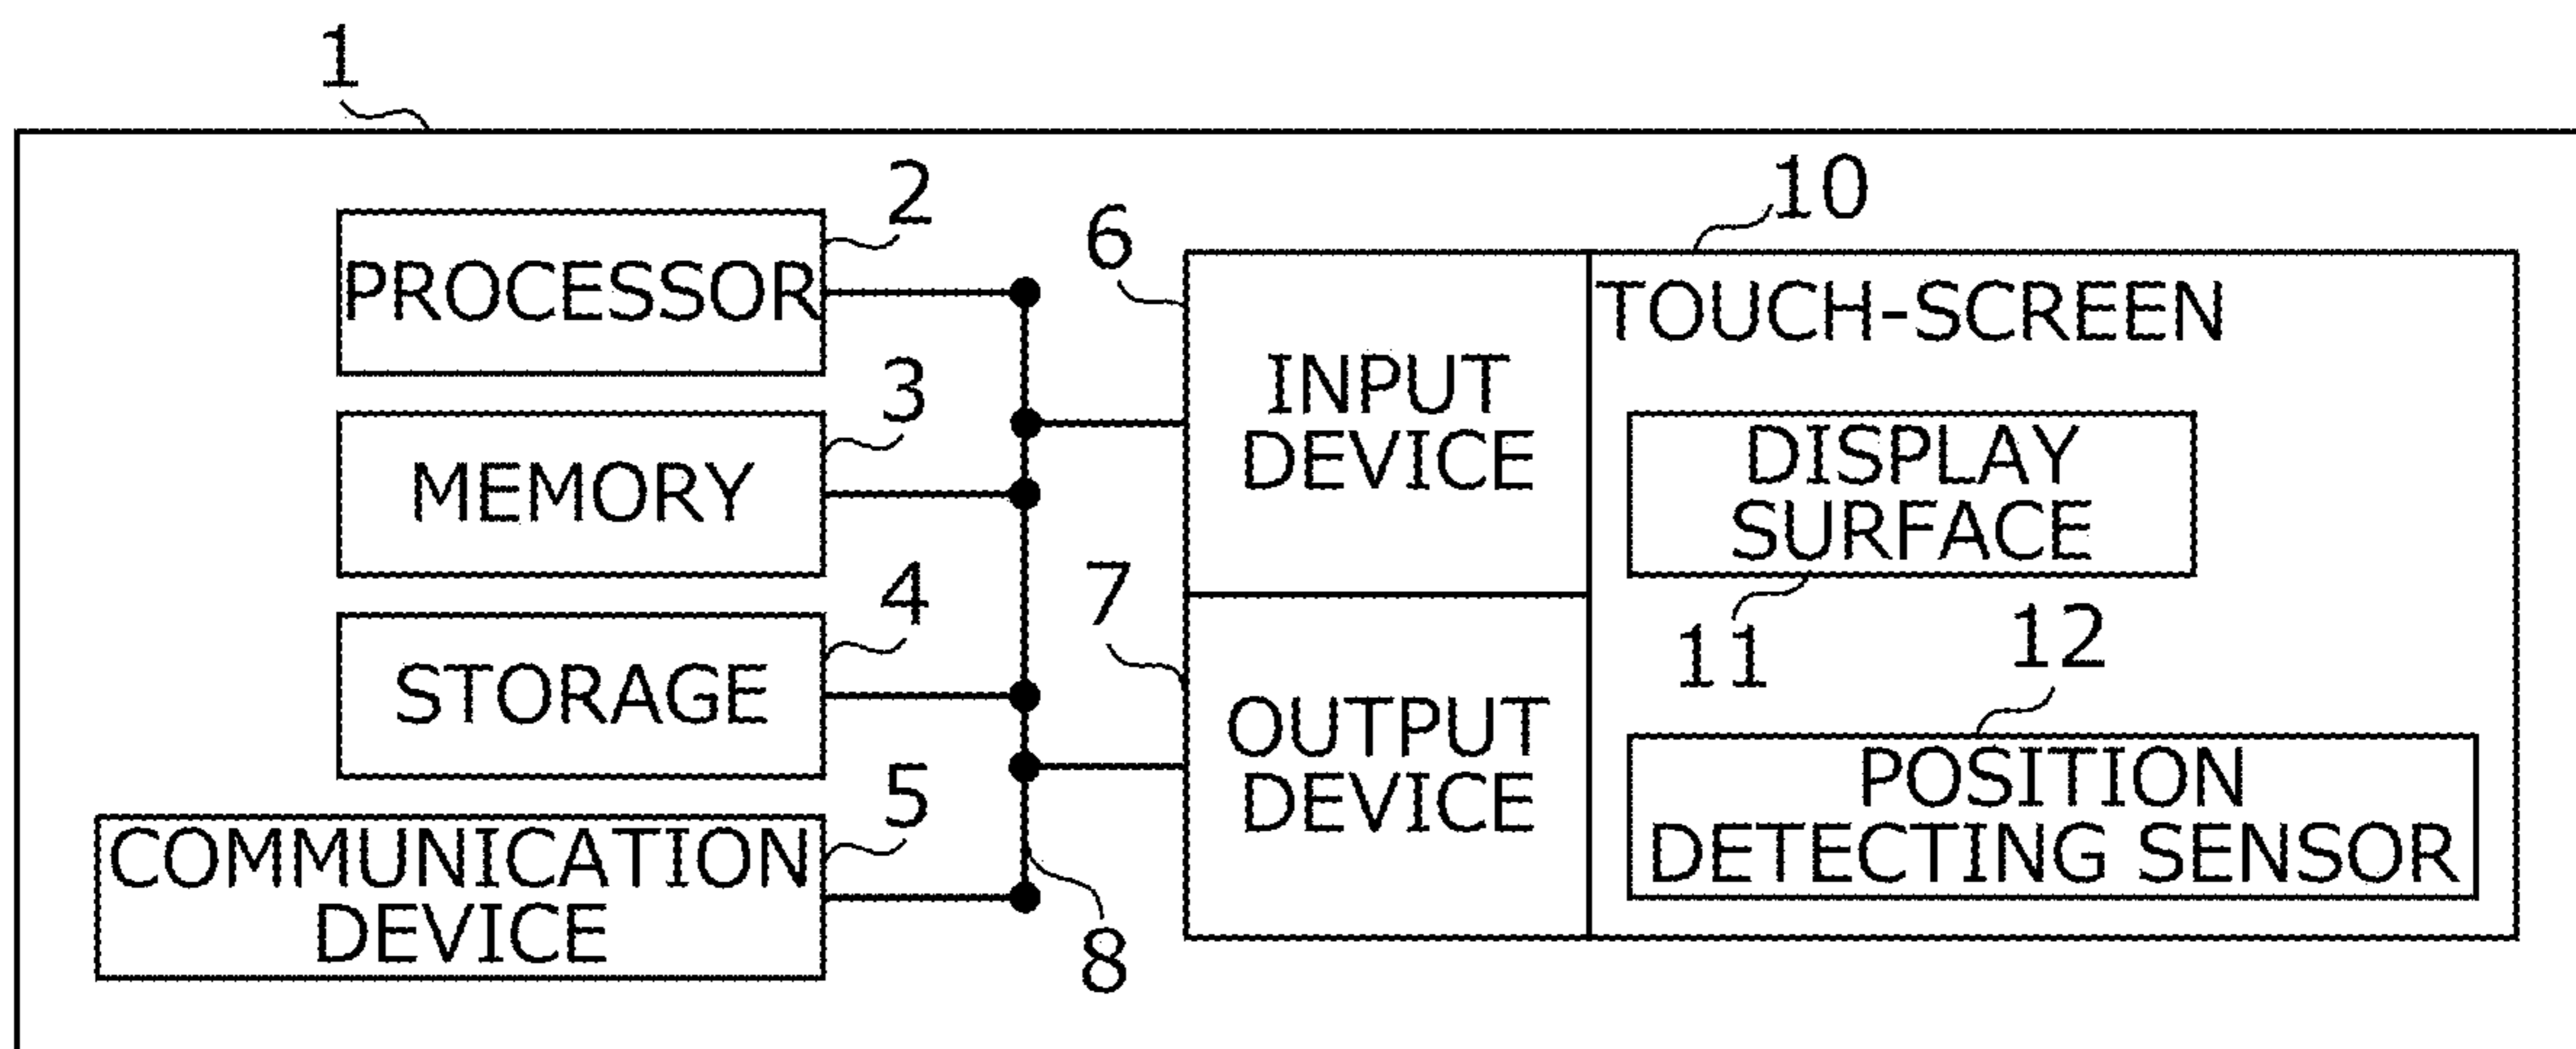 1
2
PROCESSOR
3
MEMORY
4
STORAGE
5
COMMUNICATION
DEVICE
6
INPUT
DEVICE
7
OUTPUT
DEVICE
8
10
TOUCH-SCREEN
DISPLAY
SURFACE
11
12
POSITION
DETECTING SENSOR